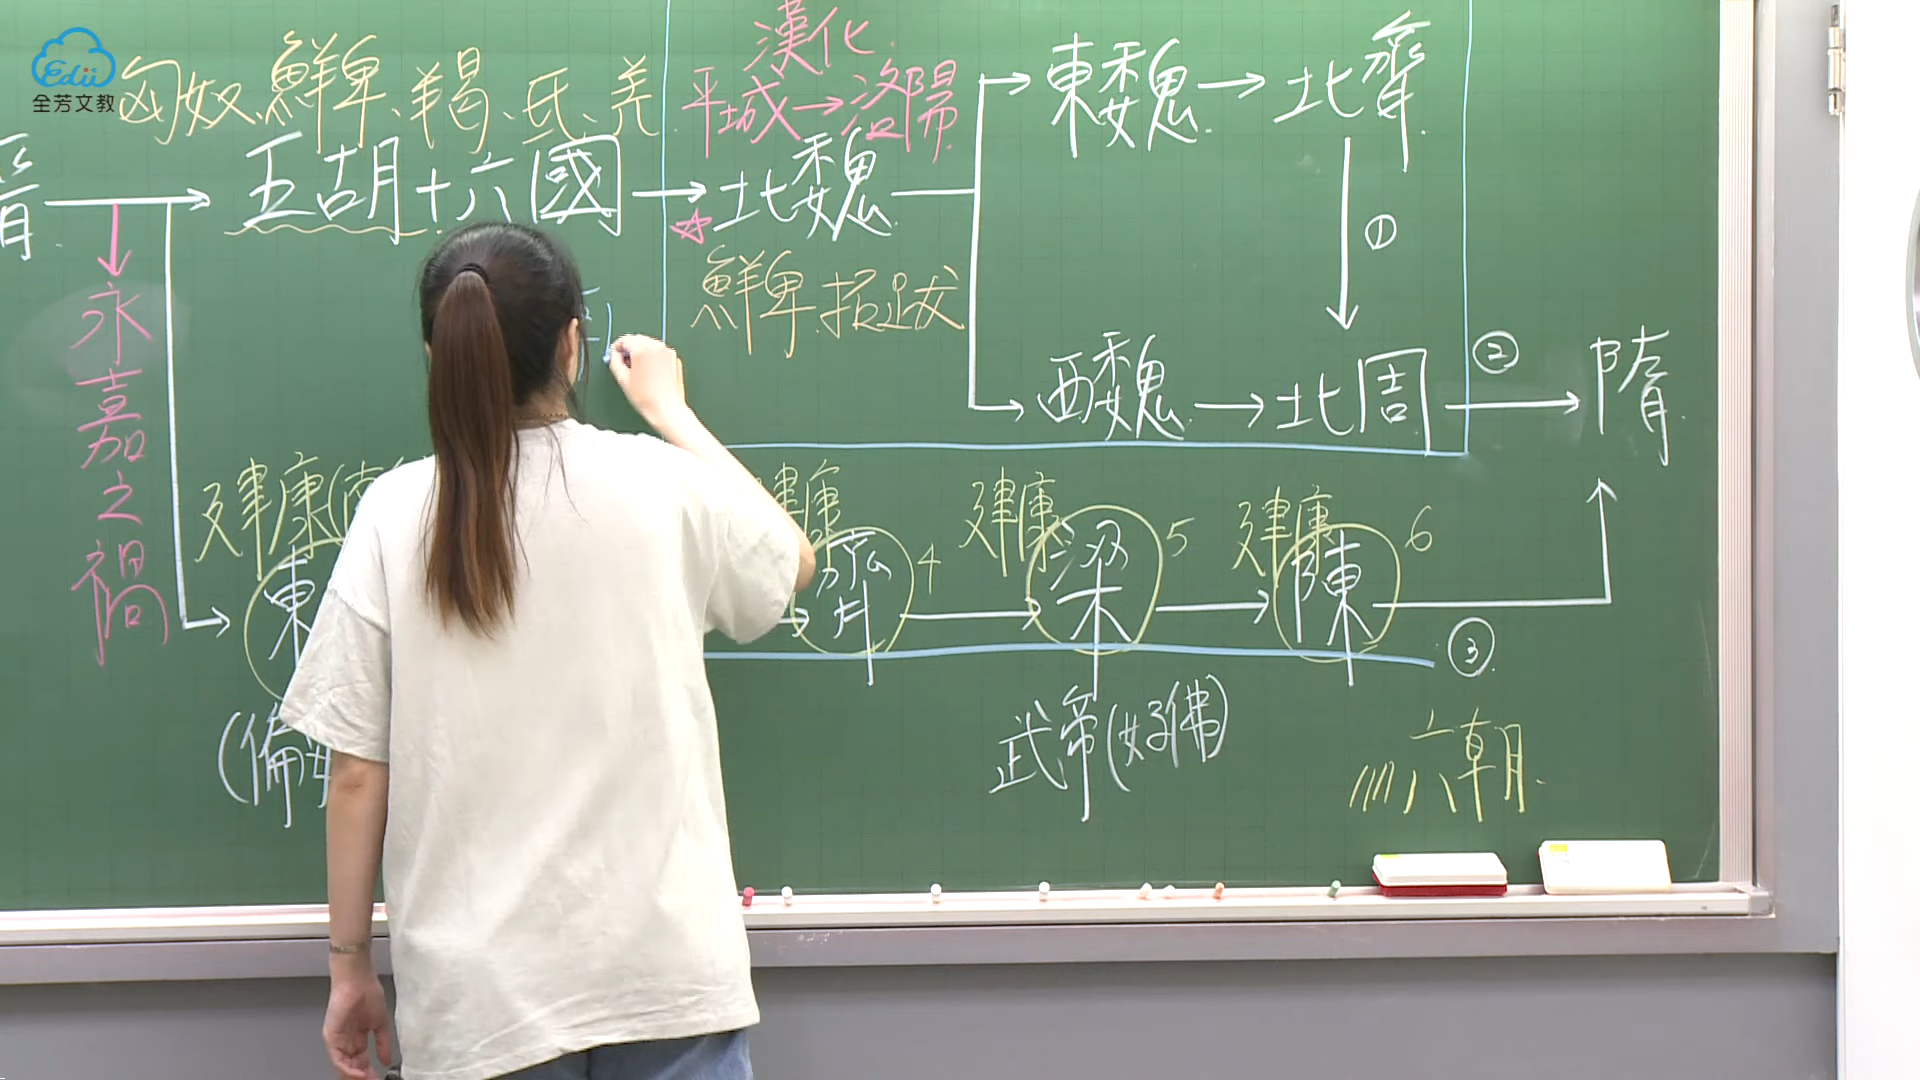 Edii
全芳文教
匈奴、鮮卑、羯、氐、羌
漢化
平城→洛陽
晉→五胡十六國→北魏
鮮卑 拓跋
東魏→北齊
①
西魏→北周
②
隋
永嘉之禍
建康(
東
(偏
建康
齊 4
建康
梁 5
建康
陳 6
③
武帝(好佛)
六朝